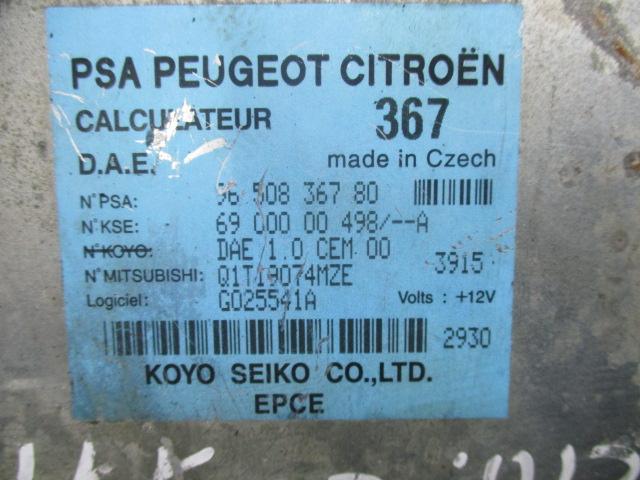 PSA PEUGEOT CITROËN
CALCULATEUR 367
D.A.E. made in Czech
N°PSA: 96 508 367 80
N°KSE: 69 000 00 498/--A
N°KOYO: DAE 1.0 CEM 00
N°MITSUBISHI: Q1T19074MZE 3915
Logiciel: G025541A Volts : +12V
2930
KOYO SEIKO CO.,LTD.
EPCE